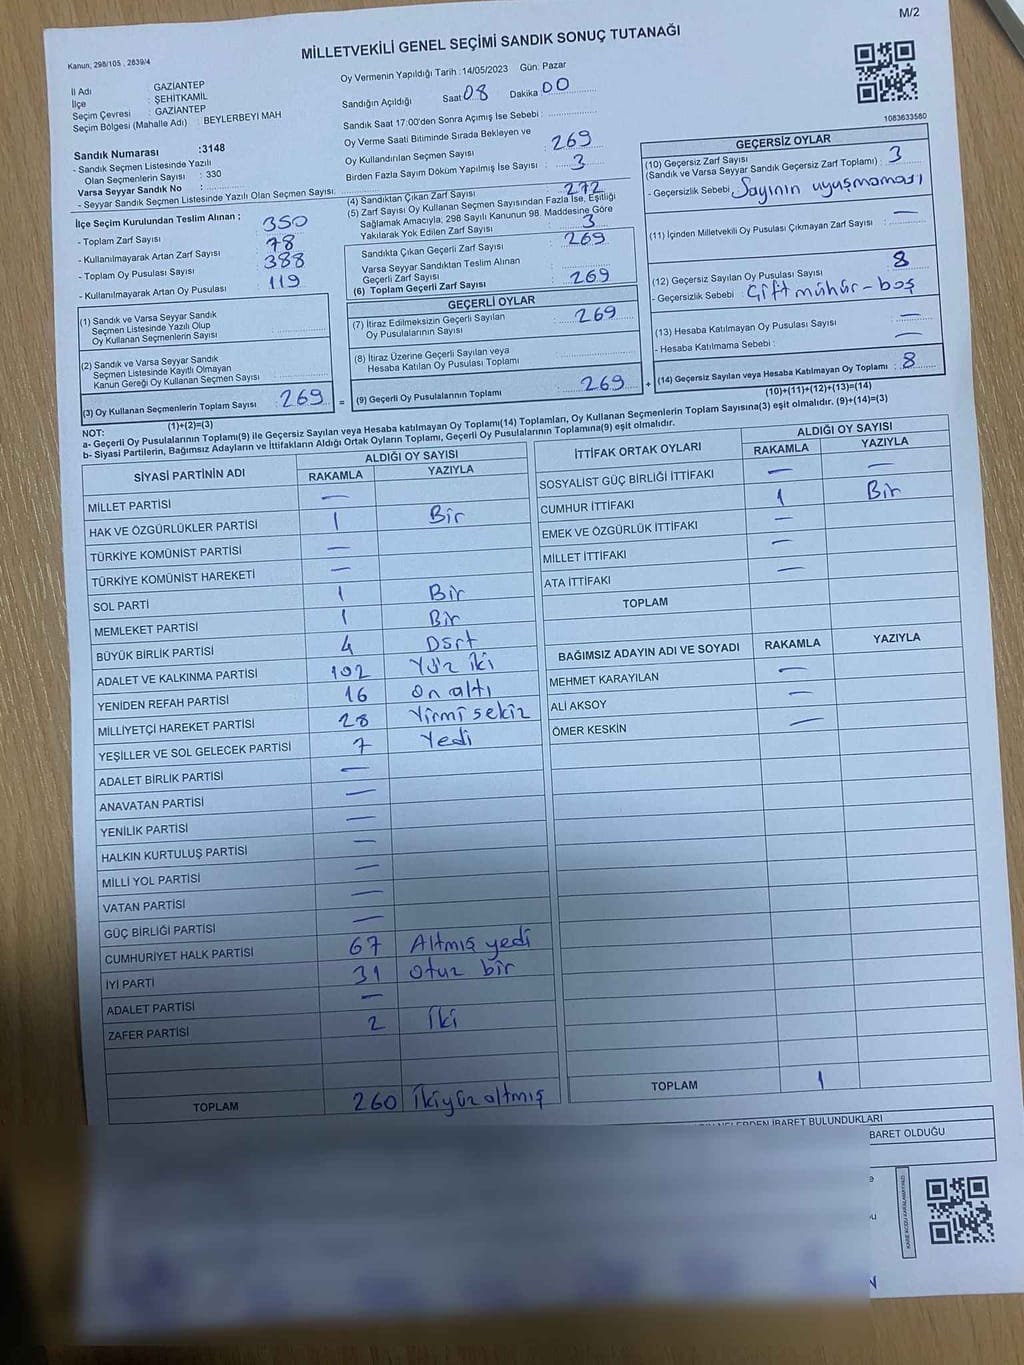 M/2
Kanun; 298/105 , 2839/4
MİLLETVEKİLİ GENEL SEÇİMİ SANDIK SONUÇ TUTANAĞI
İl Adı : GAZİANTEP
İlçe : ŞEHİTKAMİL
Seçim Çevresi : GAZİANTEP
Seçim Bölgesi (Mahalle Adı) : BEYLERBEYI MAH
Sandık Numarası :3148
- Sandık Seçmen Listesinde Yazılı
Olan Seçmenlerin Sayısı : 330
Varsa Seyyar Sandık No :
- Seyyar Sandık Seçmen Listesinde Yazılı Olan Seçmen Sayısı:
Oy Vermenin Yapıldığı Tarih :14/05/2023 Gün: Pazar
Sandığın Açıldığı Saat 08 Dakika 00
Sandık Saat 17:00'den Sonra Açımış İse Sebebi :
Oy Verme Saati Bitiminde Sırada Bekleyen ve
Oy Kullandırılan Seçmen Sayısı : 269
Birden Fazla Sayım Döküm Yapılmış İse Sayısı : 3
1083633580
İlçe Seçim Kurulundan Teslim Alınan ;
- Toplam Zarf Sayısı : 350
- Kullanılmayarak Artan Zarf Sayısı : 78
- Toplam Oy Pusulası Sayısı : 388
- Kullanılmayarak Artan Oy Pusulası : 119
(4) Sandıktan Çıkan Zarf Sayısı : 272
(5) Zarf Sayısı Oy Kullanan Seçmen Sayısından Fazla İse, Eşitliği
Sağlamak Amacıyla; 298 Sayılı Kanunun 98. Maddesine Göre
Yakılarak Yok Edilen Zarf Sayısı : 3
Sandıkta Çıkan Geçerli Zarf Sayısı : 269
Varsa Seyyar Sandıktan Teslim Alınan
Geçerli Zarf Sayısı :
(6) Toplam Geçerli Zarf Sayısı : 269
GEÇERSİZ OYLAR
(10) Geçersiz Zarf Sayısı
(Sandık ve Varsa Seyyar Sandık Geçersiz Zarf Toplamı) : 3
- Geçersizlik Sebebi : Sayının uyuşmaması
(11) İçinden Milletvekili Oy Pusulası Çıkmayan Zarf Sayısı : —
(12) Geçersiz Sayılan Oy Pusulası Sayısı : 8
- Geçersizlik Sebebi : Çift mühür - boş
(13) Hesaba Katılmayan Oy Pusulası Sayısı : —
- Hesaba Katılmama Sebebi : —
(14) Geçersiz Sayılan veya Hesaba Katılmayan Oy Toplamı : 8
(10)+(11)+(12)+(13)=(14)
(1) Sandık ve Varsa Seyyar Sandık
Seçmen Listesinde Yazılı Olup
Oy Kullanan Seçmenlerin Sayısı :
(2) Sandık ve Varsa Seyyar Sandık
Seçmen Listesinde Kayıtlı Olmayan
Kanun Gereği Oy Kullanan Seçmen Sayısı :
(3) Oy Kullanan Seçmenlerin Toplam Sayısı : 269 =
(1)+(2)=(3)
GEÇERLİ OYLAR
(7) İtiraz Edilmeksizin Geçerli Sayılan
Oy Pusulalarının Sayısı : 269
(8) İtiraz Üzerine Geçerli Sayılan veya
Hesaba Katılan Oy Pusulası Toplamı :
(9) Geçerli Oy Pusulalarının Toplamı : 269 +
NOT:
a- Geçerli Oy Pusulalarının Toplamı(9) ile Geçersiz Sayılan veya Hesaba katılmayan Oy Toplamı(14) Toplamları, Oy Kullanan Seçmenlerin Toplam Sayısına(3) eşit olmalıdır. (9)+(14)=(3)
b- Siyasi Partilerin, Bağımsız Adayların ve İttifakların Aldığı Ortak Oyların Toplamı, Geçerli Oy Pusulalarının Toplamına(9) eşit olmalıdır.
SİYASİ PARTİNİN ADI ALDIĞI OY SAYISI
RAKAMLA YAZIYLA
MİLLET PARTİSİ —
HAK VE ÖZGÜRLÜKLER PARTİSİ 1 Bir
TÜRKİYE KOMÜNİST PARTİSİ —
TÜRKİYE KOMÜNİST HAREKETİ —
SOL PARTİ 1 Bir
MEMLEKET PARTİSİ 1 Bir
BÜYÜK BİRLİK PARTİSİ 4 Dört
ADALET VE KALKINMA PARTİSİ 102 Yüz iki
YENİDEN REFAH PARTİSİ 16 On altı
MİLLİYETÇİ HAREKET PARTİSİ 28 Yirmi sekiz
YEŞİLLER VE SOL GELECEK PARTİSİ 7 Yedi
ADALET BİRLİK PARTİSİ —
ANAVATAN PARTİSİ —
YENİLİK PARTİSİ —
HALKIN KURTULUŞ PARTİSİ —
MİLLİ YOL PARTİSİ —
VATAN PARTİSİ —
GÜÇ BİRLİĞİ PARTİSİ —
CUMHURİYET HALK PARTİSİ 67 Altmış yedi
İYİ PARTİ 31 Otuz bir
ADALET PARTİSİ —
ZAFER PARTİSİ 2 İki
TOPLAM 260 İkiyüz altmış
İTTİFAK ORTAK OYLARI ALDIĞI OY SAYISI
RAKAMLA YAZIYLA
SOSYALİST GÜÇ BİRLİĞİ İTTİFAKI — —
CUMHUR İTTİFAKI 1 Bir
EMEK VE ÖZGÜRLÜK İTTİFAKI —
MİLLET İTTİFAKI —
ATA İTTİFAKI —
TOPLAM
BAĞIMSIZ ADAYIN ADI VE SOYADI RAKAMLA YAZIYLA
MEHMET KARAYILAN —
ALİ AKSOY —
ÖMER KESKİN —
TOPLAM 1
İBARET BULUNDUKLARI
BARET OLDUĞU